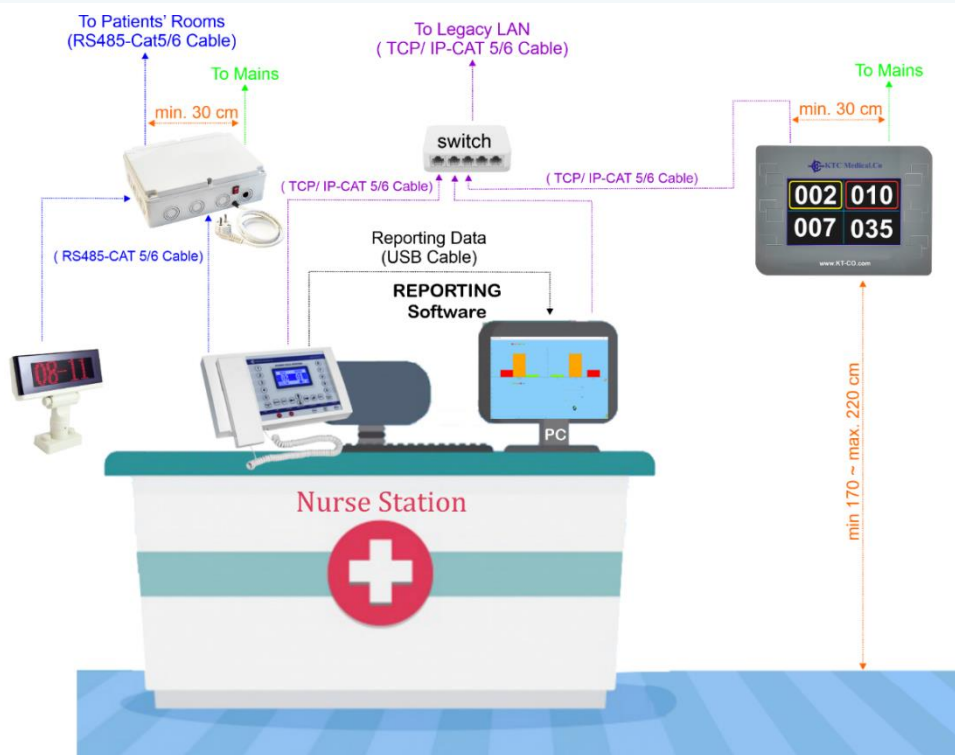 To Patients' Rooms
(RS485-Cat5/6 Cable)
To Mains
min. 30 cm
To Legacy LAN
( TCP/ IP-CAT 5/6 Cable)
To Mains
min. 30 cm
switch
( TCP/ IP-CAT 5/6 Cable)
( TCP/ IP-CAT 5/6 Cable)
KTC Medical.Co
002 010
007 035
www.KT-CO.com
( RS485-CAT 5/6 Cable)
Reporting Data
(USB Cable)
REPORTING
Software
08-11
PC
min 170 ~ max. 220 cm
Nurse Station